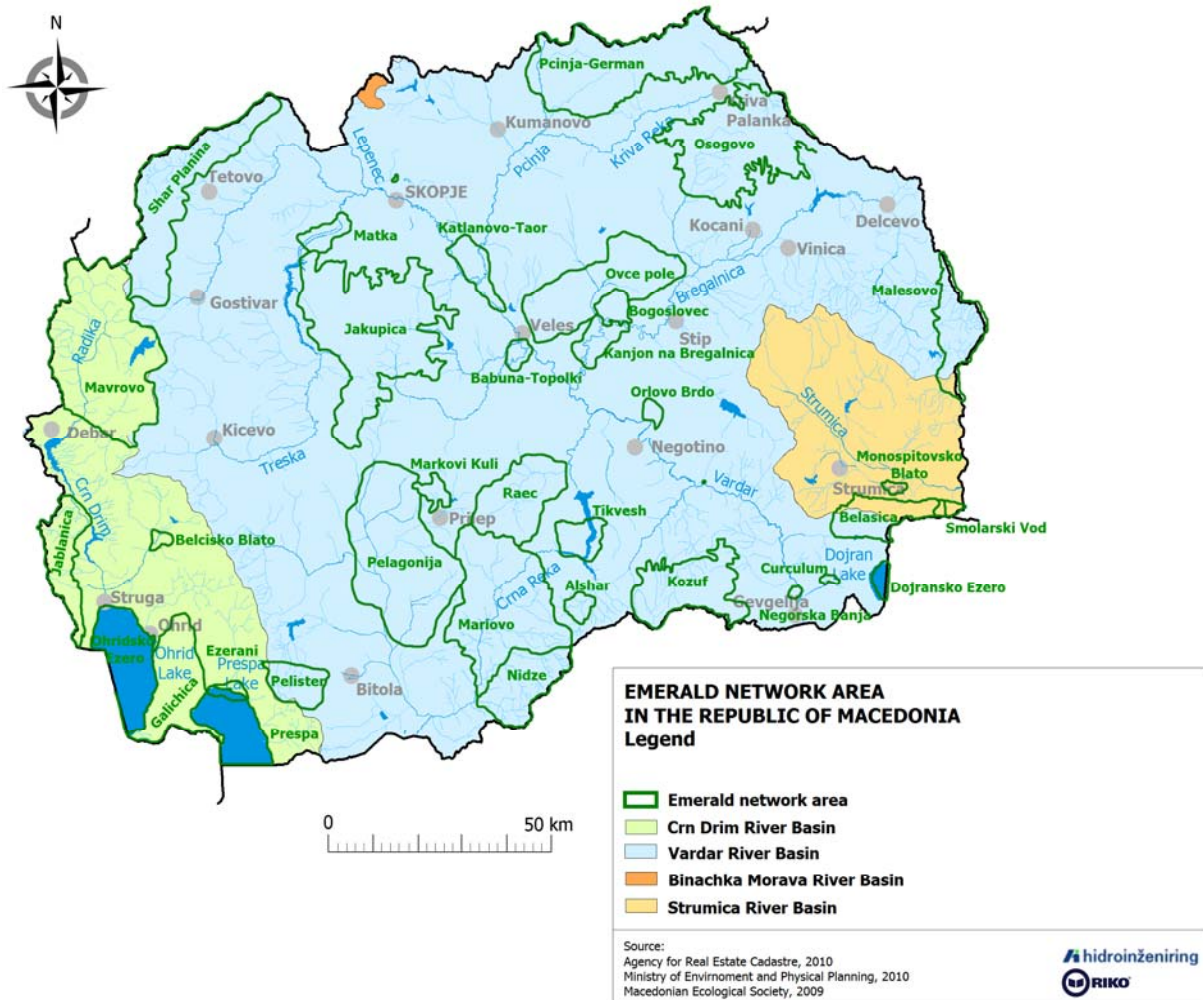 N
Pcinja-German
Kriva
Palanka
Kumanovo
Lepenec
Pcinja
Kriva Reka
Osogovo
Shar Planina
Tetovo
SKOPJE
Delcevo
Kocani
Vinica
Matka
Katlanovo-Taor
Ovce pole
Bregalnica
Malesovo
Gostivar
Bogoslovec
Radika
Jakupica
Veles
Stip
Kanjon na Bregalnica
Mavrovo
Babuna-Topolki
Orlovo Brdo
Strumica
Debar
Kicevo
Treska
Negotino
Monospitovsko
Blato
Markovi Kuli
Raec
Vardar
Strumica
Crn Drim
Prilep
Tikvesh
Belasica
Smolarski Vod
Jablanica
Belcisko Blato
Pelagonija
Crna Reka
Dojran
Lake
Alshar
Kozuf
Curculum
Dojransko Ezero
Struga
Gevgelija
Negorska Banja
Ohrid
Mariovo
Ohridsko
Ezero
Ohrid
Lake
Ezerani
Prespa
Lake
Galichica
Pelister
Bitola
Nidze
Prespa
0 50 km
EMERALD NETWORK AREA
IN THE REPUBLIC OF MACEDONIA
Legend
Emerald network area
Crn Drim River Basin
Vardar River Basin
Binachka Morava River Basin
Strumica River Basin
Source:
Agency for Real Estate Cadastre, 2010
Ministry of Envirnoment and Physical Planning, 2010
Macedonian Ecological Society, 2009
hidroinženiring
RIKO